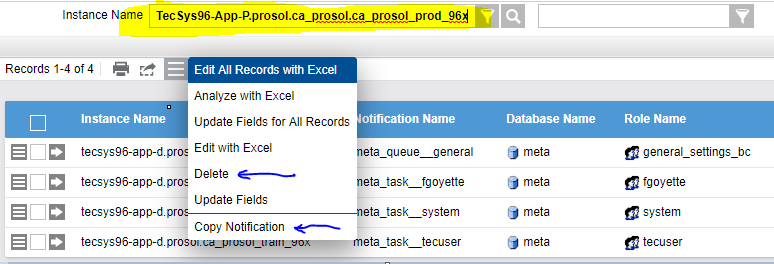 Instance Name TecSys96-App-P.prosol.ca_prosol.ca_prosol_prod_96x
Records 1-4 of 4
Edit All Records with Excel
Analyze with Excel
Update Fields for All Records
Edit with Excel
Delete
Update Fields
Copy Notification
Instance Name Notification Name Database Name Role Name
tecsys96-app-d.pros meta_queue__general meta general_settings_bc
tecsys96-app-d.pros meta_task__fgoyette meta fgoyette
tecsys96-app-d.pros meta_task__system meta system
tecsys96-app-d.prosol.ca_prosol_train_96x meta_task__tecuser meta tecuser